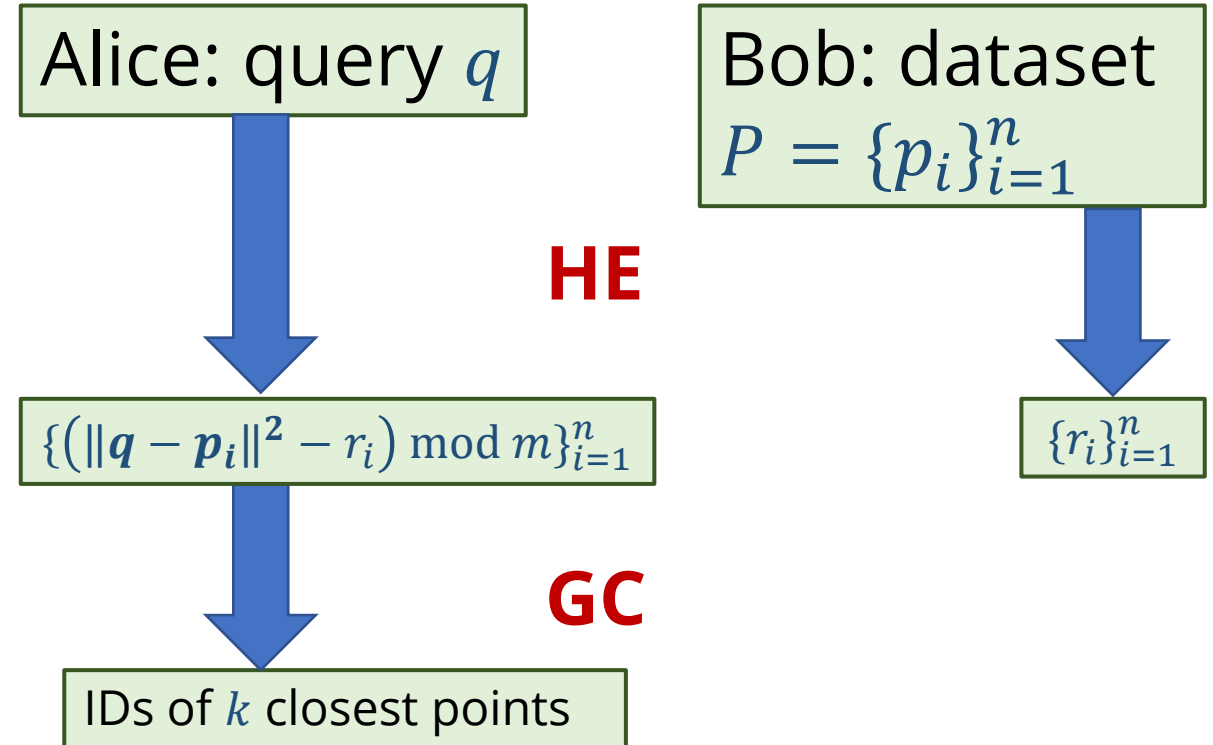 Alice: query q
Bob: dataset
P = {p_i}_{i=1}^n
HE
{(‖q − p_i‖² − r_i) mod m}_{i=1}^n
{r_i}_{i=1}^n
GC
IDs of k closest points